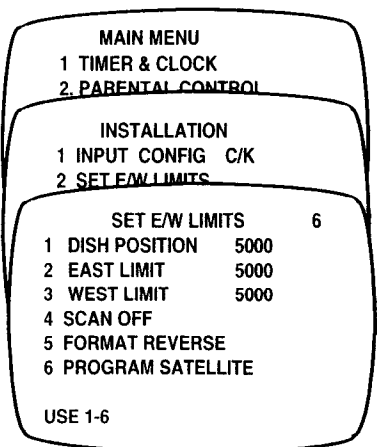 MAIN MENU
1 TIMER & CLOCK
2. PARENTAL CONTROL
INSTALLATION
1 INPUT CONFIG C/K
2 SET E/W LIMITS
SET E/W LIMITS 6
1 DISH POSITION 5000
2 EAST LIMIT 5000
3 WEST LIMIT 5000
4 SCAN OFF
5 FORMAT REVERSE
6 PROGRAM SATELLITE
USE 1-6